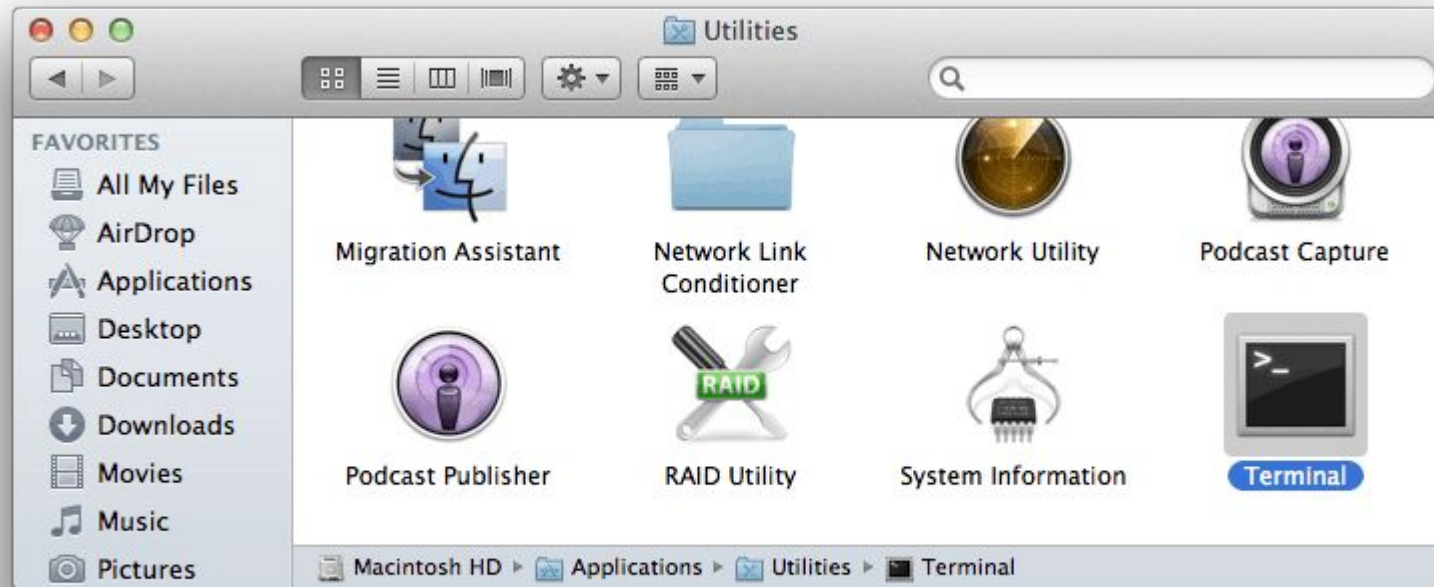 Utilities
FAVORITES
All My Files
AirDrop
Applications
Desktop
Documents
Downloads
Movies
Music
Pictures
Migration Assistant
Network Link
Conditioner
Network Utility
Podcast Capture
Podcast Publisher
RAID
RAID Utility
System Information
>_
Terminal
Macintosh HD ▸ Applications ▸ Utilities ▸ Terminal